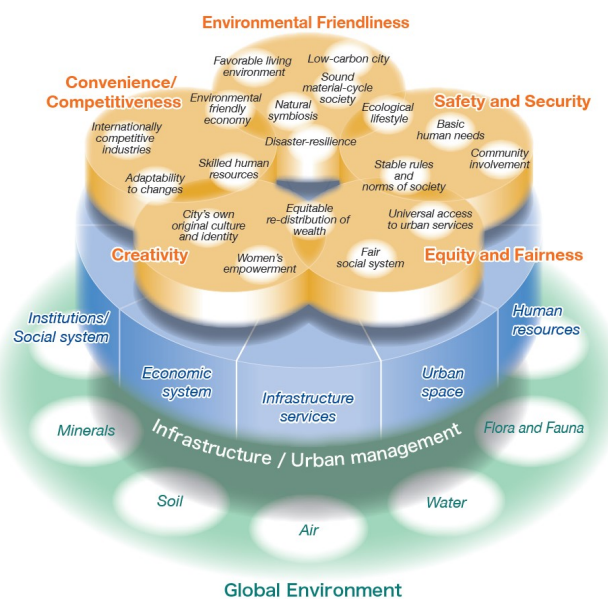 Environmental Friendliness
Favorable living
environment
Low-carbon city
Sound
material-cycle
society
Convenience/
Competitiveness
Environmental
friendly
economy
Natural
symbiosis
Ecological
lifestyle
Safety and Security
Internationally
competitive
industries
Basic
human needs
Disaster-resilience
Community
involvement
Skilled human
resources
Stable rules
and
norms of society
Adaptability
to changes
City's own
original culture
and identity
Equitable
re-distribution of
wealth
Universal access
to urban services
Creativity
Women's
empowerment
Fair
social system
Equity and Fairness
Institutions/
Social system
Human
resources
Economic
system
Infrastructure
services
Urban
space
Infrastructure / Urban management
Minerals
Flora and Fauna
Soil
Water
Air
Global Environment